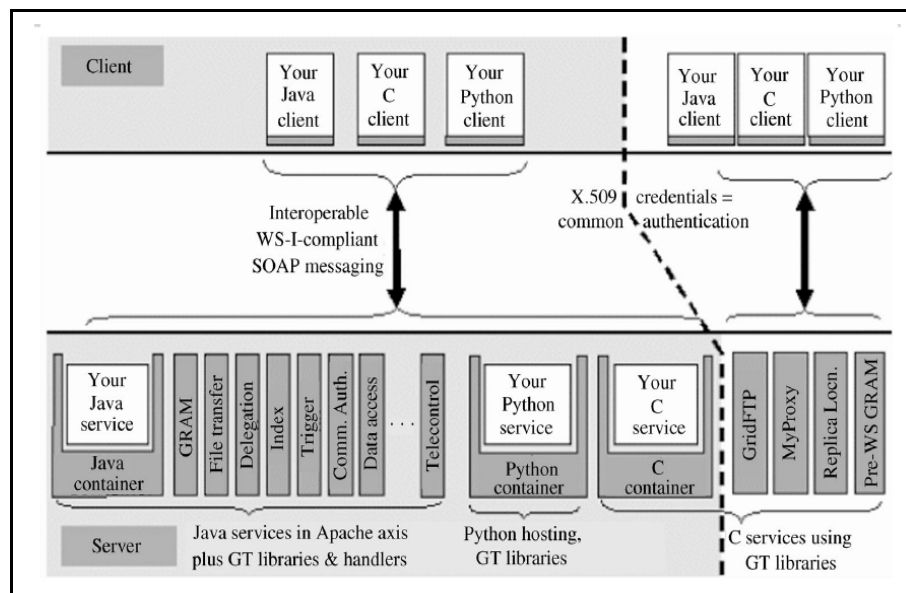 Client
Your
Java
client
Your
C
client
Your
Python
client
Your
Java
client
Your
C
client
Your
Python
client
Interoperable
WS-I-compliant
SOAP messaging
X.509 credentials =
common authentication
Your
Java
service
Java
container
GRAM
File transfer
Delegation
Index
Trigger
Comm. Auth.
Data access
. . .
Telecontrol
Your
Python
service
Python
container
Your
C
service
C
container
GridFTP
MyProxy
Replica Locn.
Pre-WS GRAM
Server
Java services in Apache axis
plus GT libraries & handlers
Python hosting,
GT libraries
C services using
GT libraries